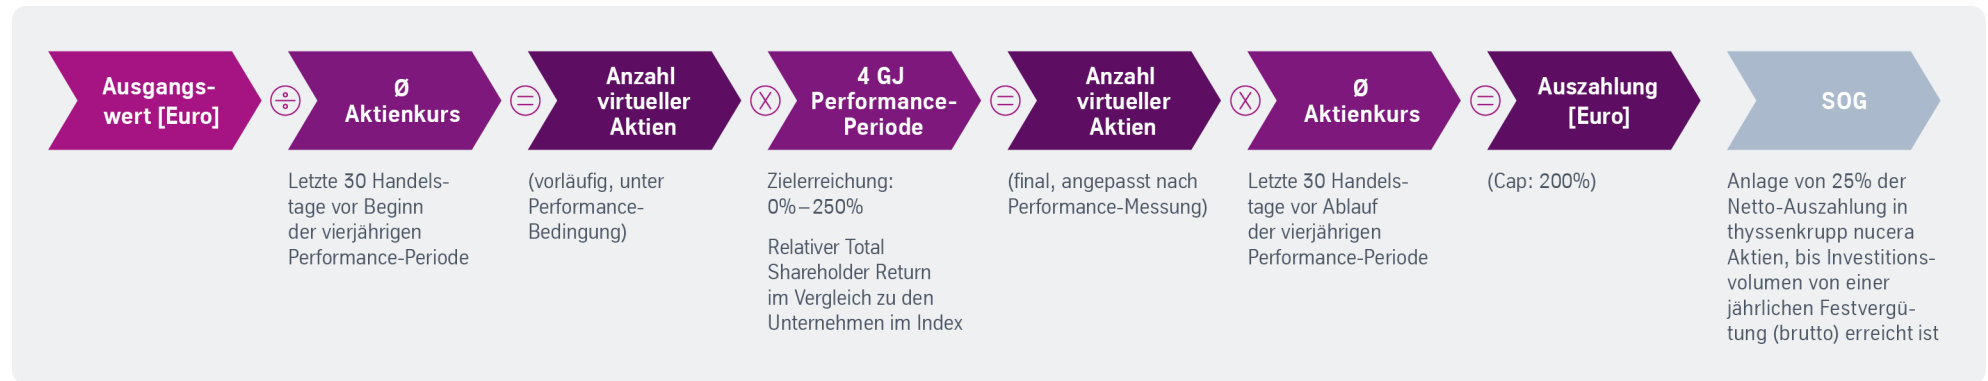 Ausgangs-
wert [Euro]
÷
Ø
Aktienkurs
Letzte 30 Handels-
tage vor Beginn
der vierjährigen
Performance-Periode
=
Anzahl
virtueller
Aktien
(vorläufig, unter
Performance-
Bedingung)
X
4 GJ
Performance-
Periode
Zielerreichung:
0%–250%
Relativer Total
Shareholder Return
im Vergleich zu den
Unternehmen im Index
=
Anzahl
virtueller
Aktien
(final, angepasst nach
Performance-Messung)
X
Ø
Aktienkurs
Letzte 30 Handels-
tage vor Ablauf
der vierjährigen
Performance-Periode
=
Auszahlung
[Euro]
(Cap: 200%)
SOG
Anlage von 25% der
Netto-Auszahlung in
thyssenkrupp nucera
Aktien, bis Investitions-
volumen von einer
jährlichen Festvergü-
tung (brutto) erreicht ist